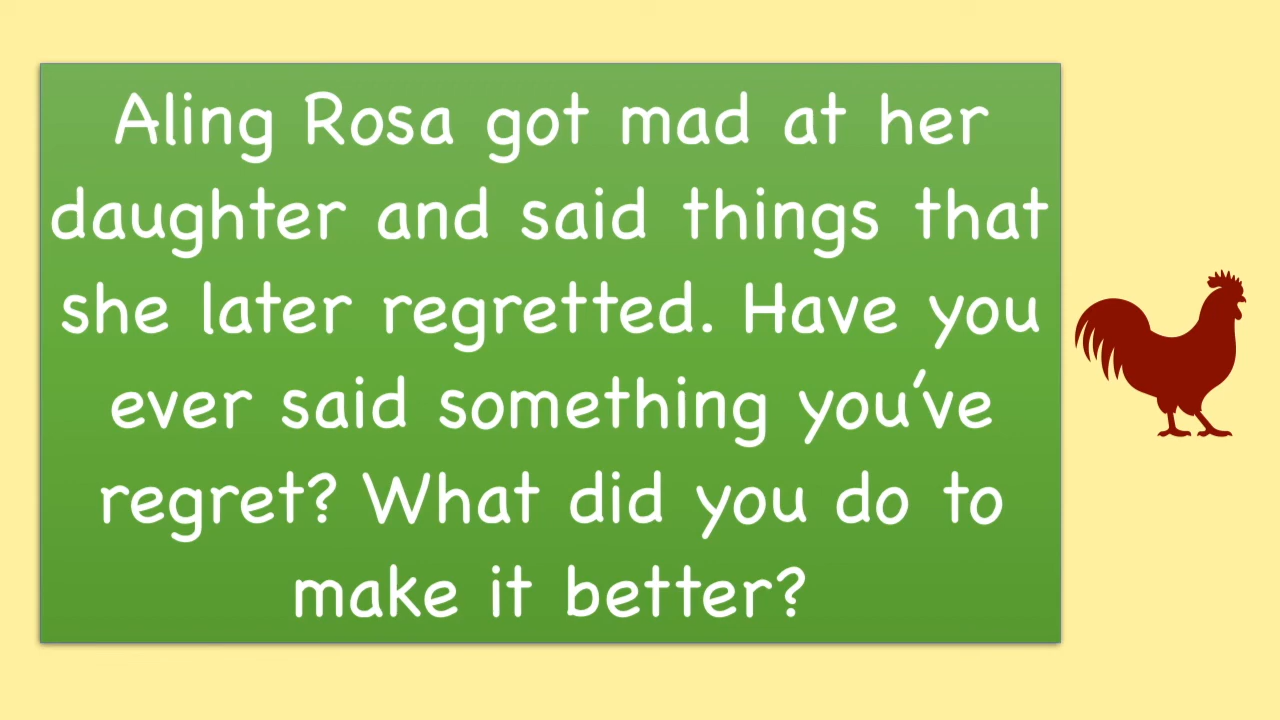 Aling Rosa got mad at her
daughter and said things that
she later regretted. Have you
ever said something you've
regret? What did you do to
make it better?